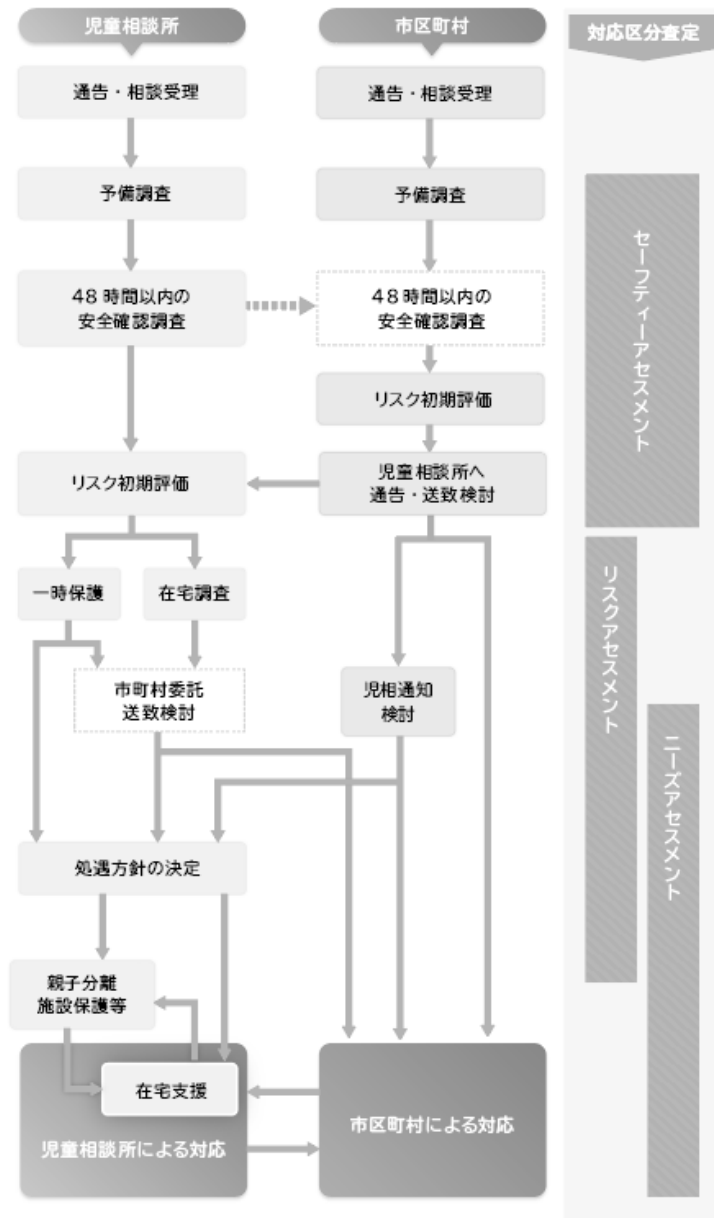 児童相談所
市区町村
対応区分査定
通告・相談受理
通告・相談受理
予備調査
予備調査
48時間以内の
安全確認調査
48時間以内の
安全確認調査
リスク初期評価
リスク初期評価
児童相談所へ
通告・送致検討
一時保護
在宅調査
市町村委託
送致検討
児相通知
検討
処遇方針の決定
親子分離
施設保護等
在宅支援
児童相談所による対応
市区町村による対応
セーフティーアセスメント
リスクアセスメント
ニーズアセスメント